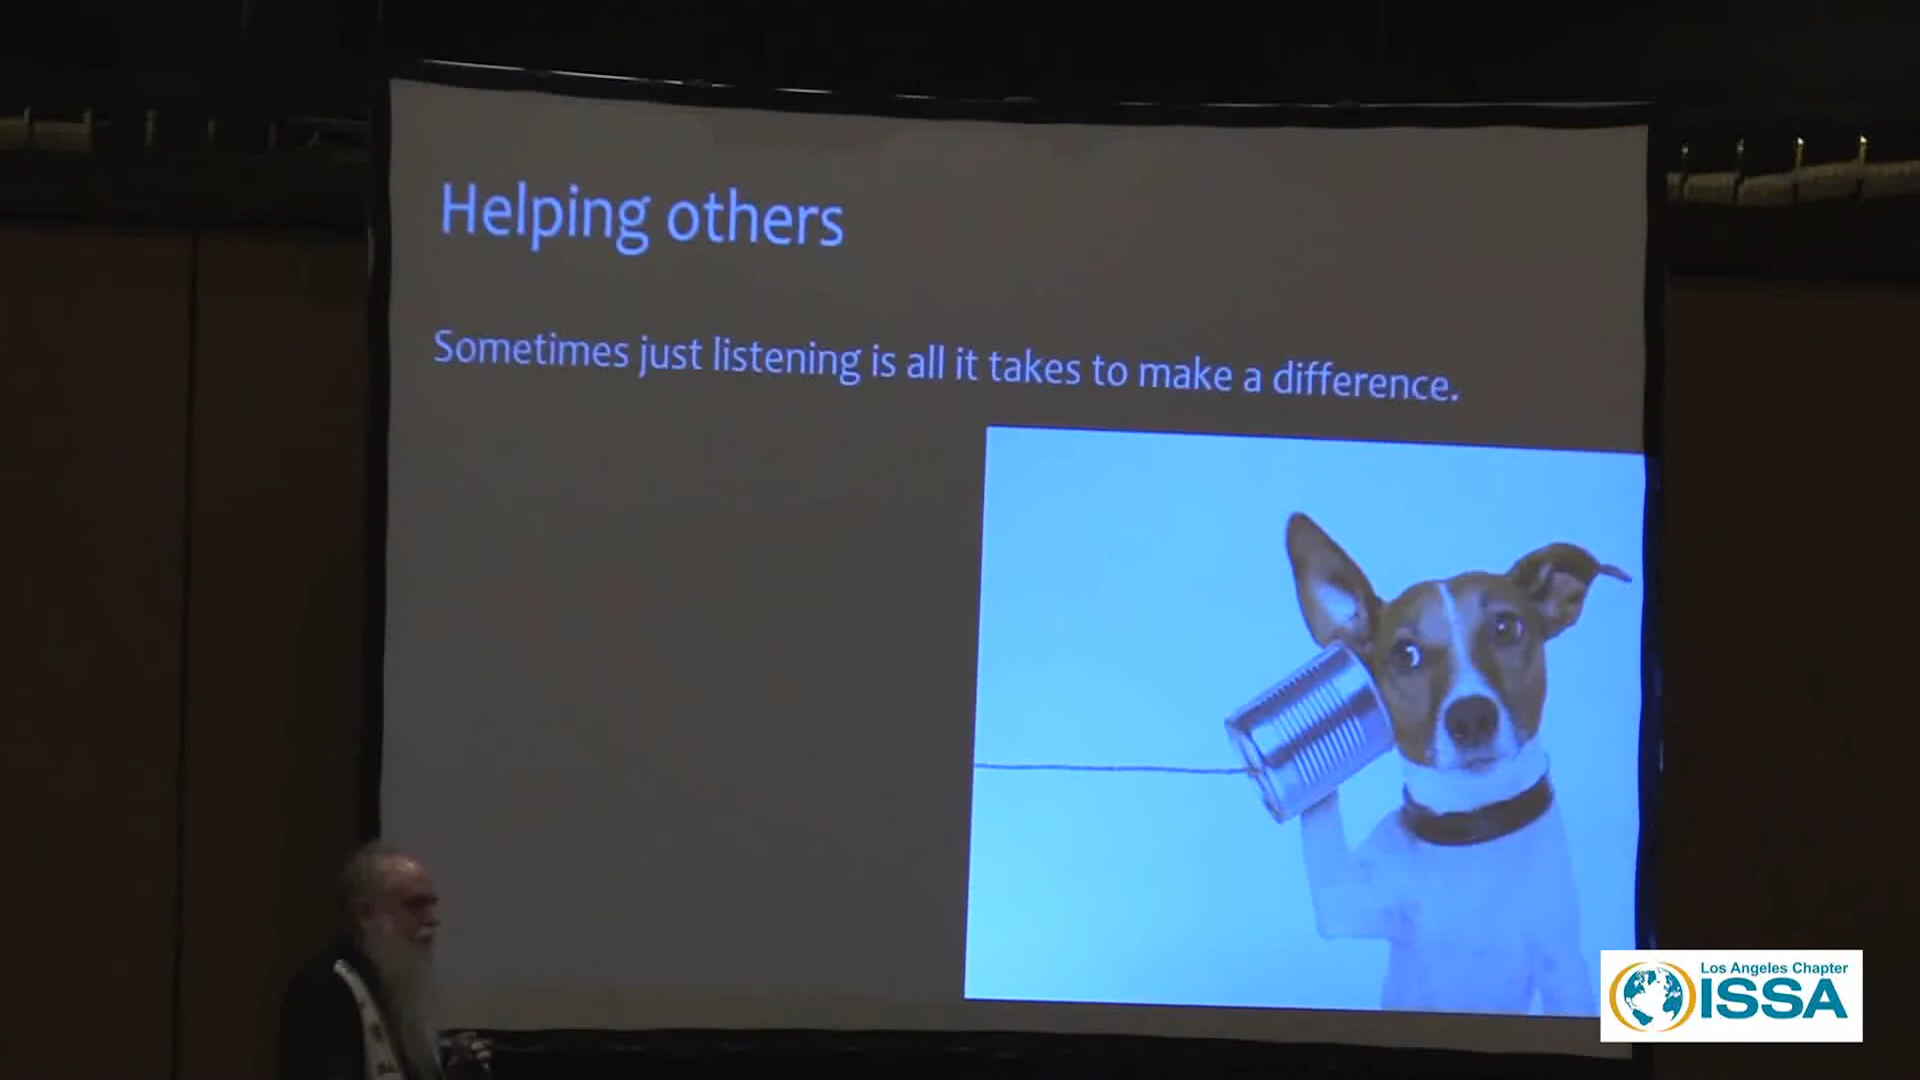 Helping others
Sometimes just listening is all it takes to make a difference.
Los Angeles Chapter
ISSA